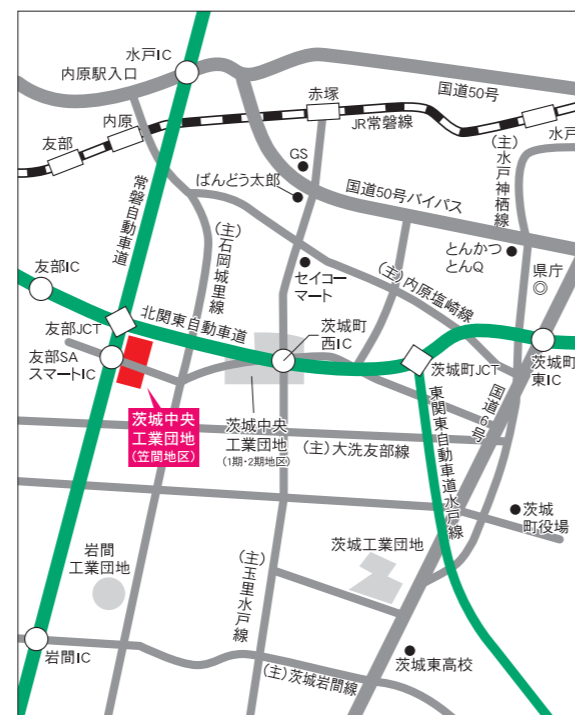 水戸IC
内原駅入口
国道50号
赤塚
内原
JR常磐線
友部
水戸
(主)水戸神栖線
GS
ばんどう太郎
国道50号バイパス
常磐自動車道
(主)石岡城里線
とんかつ
とんQ
県庁
セイコー
マート
(主)内原塩崎線
友部IC
北関東自動車道
茨城町
西IC
友部JCT
友部SA
スマートIC
茨城町JCT
茨城町
東IC
国道6号
茨城中央
工業団地
(笠間地区)
茨城中央
工業団地
(1期・2期地区)
(主)大洗友部線
東関東自動車道水戸線
茨城
町役場
岩間
工業団地
茨城工業団地
(主)玉里水戸線
岩間IC
茨城東高校
(主)茨城岩間線